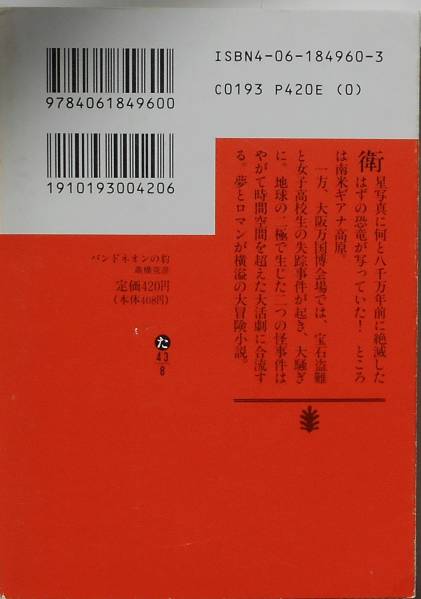 ISBN4-06-184960-3
C0193 P420E (0)
9784061849600
1910193004206
衛星写真に何と八千万年前に絶滅した
はずの恐竜が写っていた! ところ
は南米ギアナ高原。
一方、大阪万国博会場では、宝石盗難
と女子高校生の失踪事件が起き、大騒ぎ
に。地球の二極で生じた二つの怪事件は
やがて時間空間を超えた大活劇に合流す
る。夢とロマンが横溢の大冒険小説。
バンドネオンの豹
高橋克彦
定価420円
(本体408円)
た
43
8